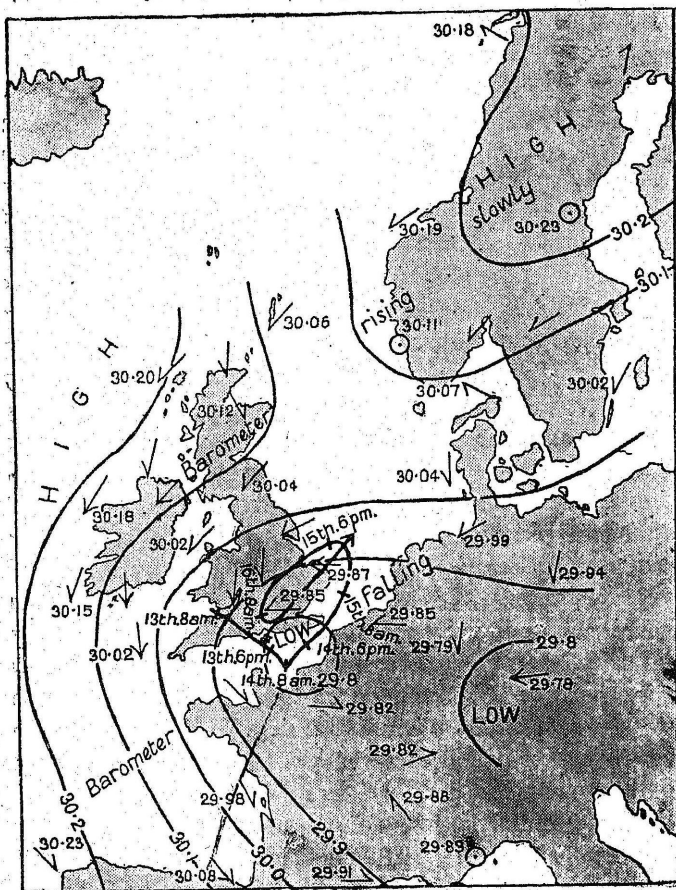 30·18
HIGH
slowly
30·23
30·19
30·2
30·1
rising
30·11
30·06
HIGH
30·20
30·07
30·02
30·12
Barometer
30·04
30·04
30·18
30·02
15th.6pm.
29·99
29·87
Falling
29·94
29·85
30·15
13th.8am.
15th.8am.
29·85
LOW
29·79
29·8
30·02
13th.6pm.
14th.6pm.
14th.8am.
29·8
29·78
29·82
LOW
Barometer
29·82
29·98
29·88
30·2
30·1
30·0
29·9
30·23
30·08
29·91
29·83